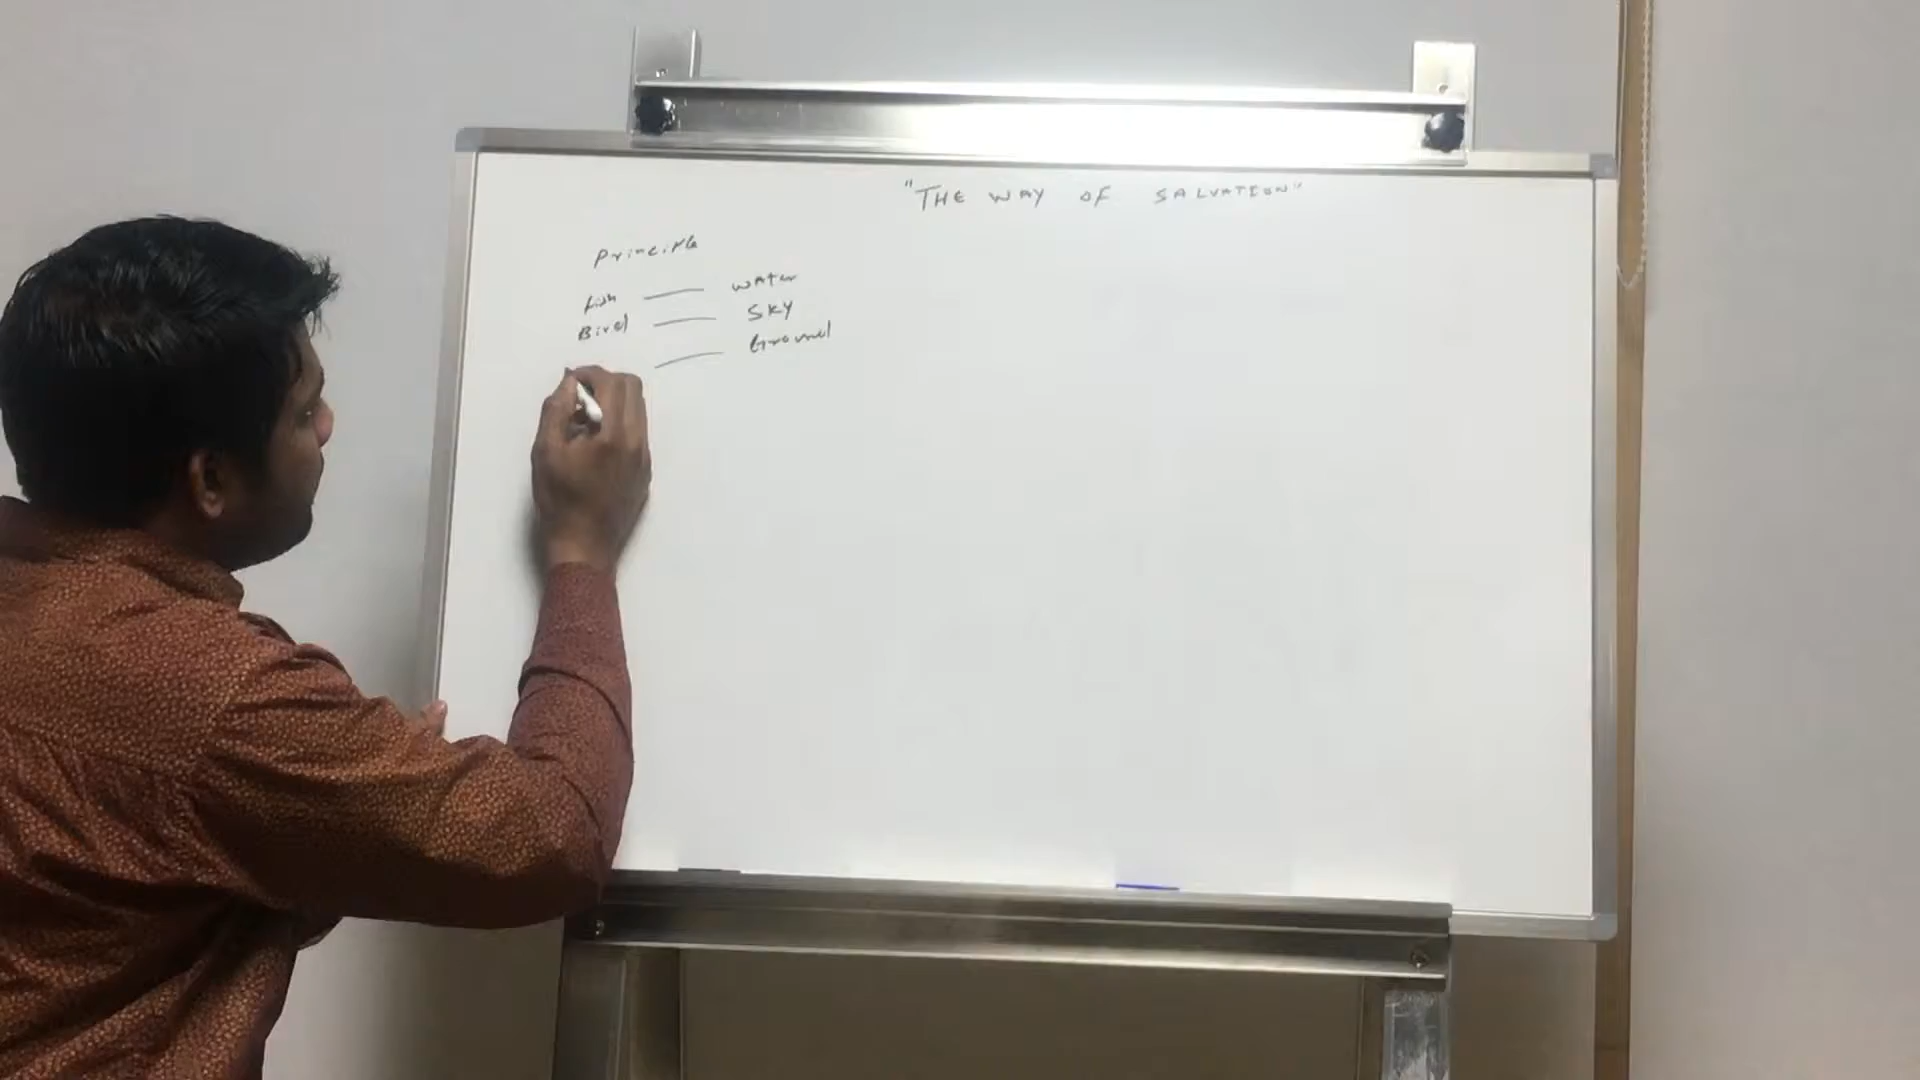 "THE WAY OF SALVATION"
Principle
fish —— water
Bird —— SKY
—— Ground